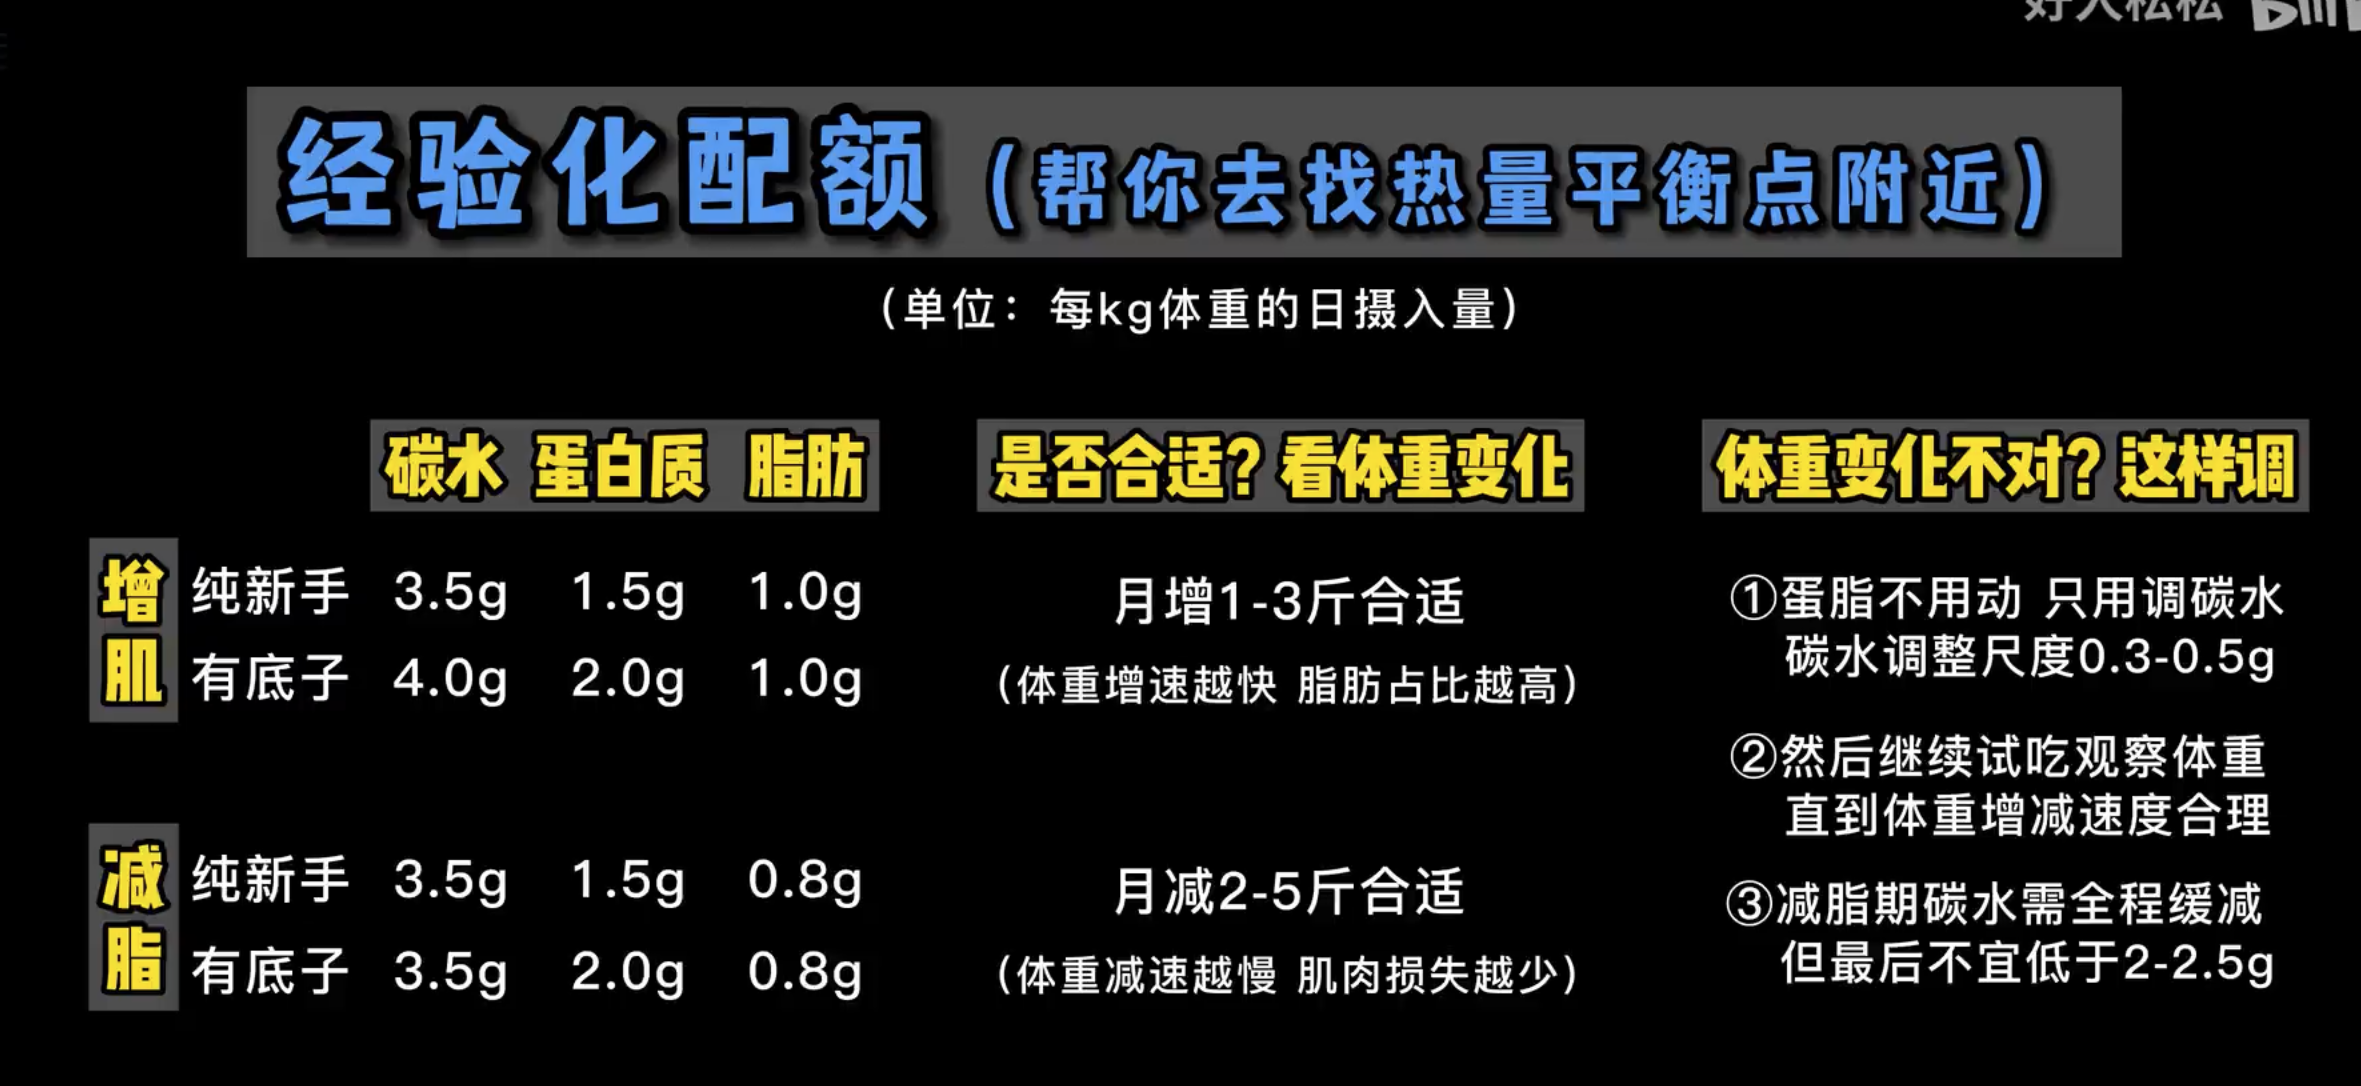 好人松松
经验化配额（帮你去找热量平衡点附近）
（单位：每kg体重的日摄入量）
碳水 蛋白质 脂肪
是否合适？看体重变化
体重变化不对？这样调
增肌
纯新手 3.5g 1.5g 1.0g
有底子 4.0g 2.0g 1.0g
月增1-3斤合适
（体重增速越快 脂肪占比越高）
减脂
纯新手 3.5g 1.5g 0.8g
有底子 3.5g 2.0g 0.8g
月减2-5斤合适
（体重减速越慢 肌肉损失越少）
①蛋脂不用动 只用调碳水
碳水调整尺度0.3-0.5g
②然后继续试吃观察体重
直到体重增减速度合理
③减脂期碳水需全程缓减
但最后不宜低于2-2.5g